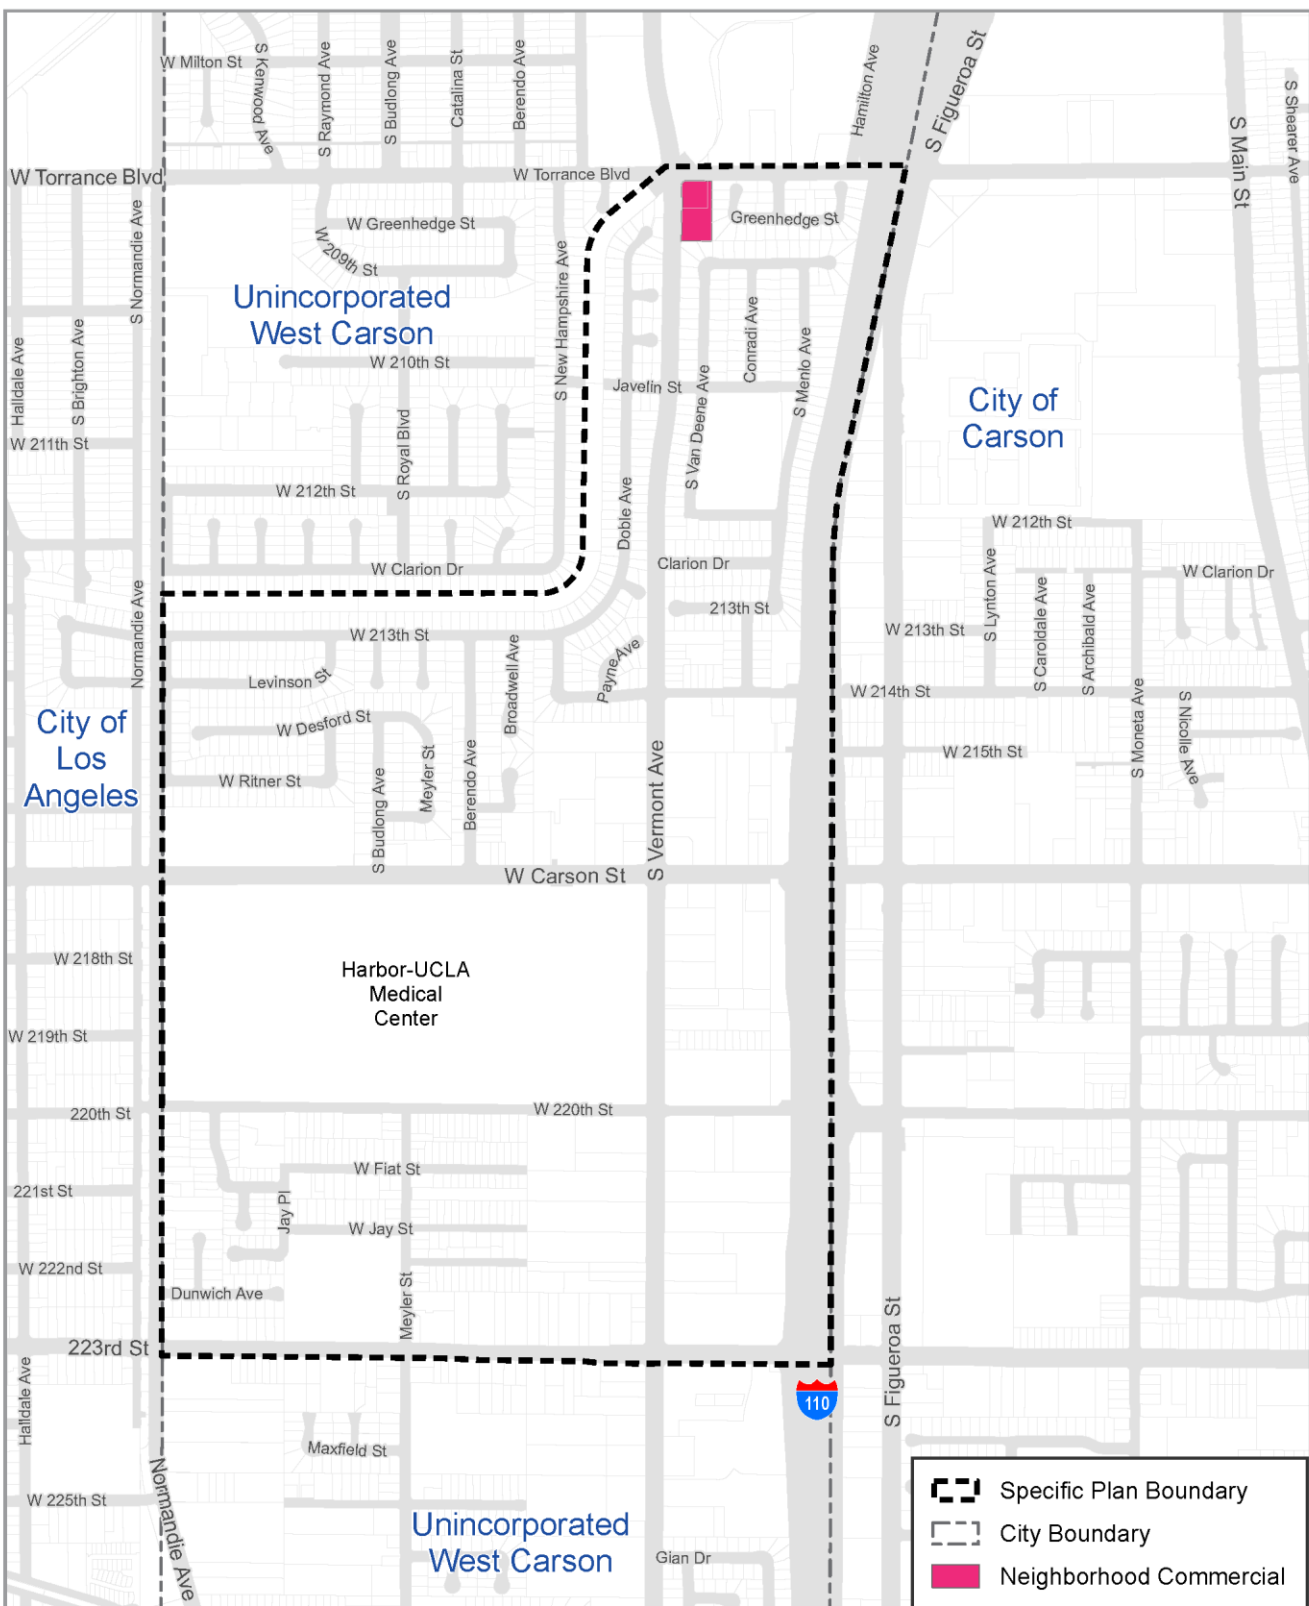 W Milton St
S Kenwood Ave
S Raymond Ave
S Budlong Ave
Catalina St
Berendo Ave
Hamilton Ave
S Figueroa St
S Main St
S Shearer Ave
W Torrance Blvd
W Torrance Blvd
S Normandie Ave
W Greenhedge St
W 209th St
Greenhedge St
S New Hampshire Ave
Unincorporated
West Carson
Halldale Ave
S Brighton Ave
W 210th St
Conradi Ave
S Menlo Ave
Javelin St
S Van Deene Ave
City of
Carson
W 211th St
S Royal Blvd
W 212th St
Doble Ave
W 212th St
W Clarion Dr
Clarion Dr
W Clarion Dr
S Lynton Ave
S Caroldale Ave
S Archibald Ave
Normandie Ave
213th St
W 213th St
W 213th St
Levinson St
Broadwell Ave
Payne Ave
W 214th St
W Desford St
S Moneta Ave
S Nicolle Ave
City of
Los
Angeles
W Ritner St
S Budlong Ave
Meyler St
Berendo Ave
S Vermont Ave
W 215th St
W Carson St
W 218th St
Harbor-UCLA
Medical
Center
W 219th St
220th St
W 220th St
W Fiat St
221st St
Jay Pl
W Jay St
W 222nd St
Dunwich Ave
Meyler St
223rd St
S Figueroa St
110
Halldale Ave
Maxfield St
Normandie Ave
W 225th St
Unincorporated
West Carson
Gian Dr
Specific Plan Boundary
City Boundary
Neighborhood Commercial